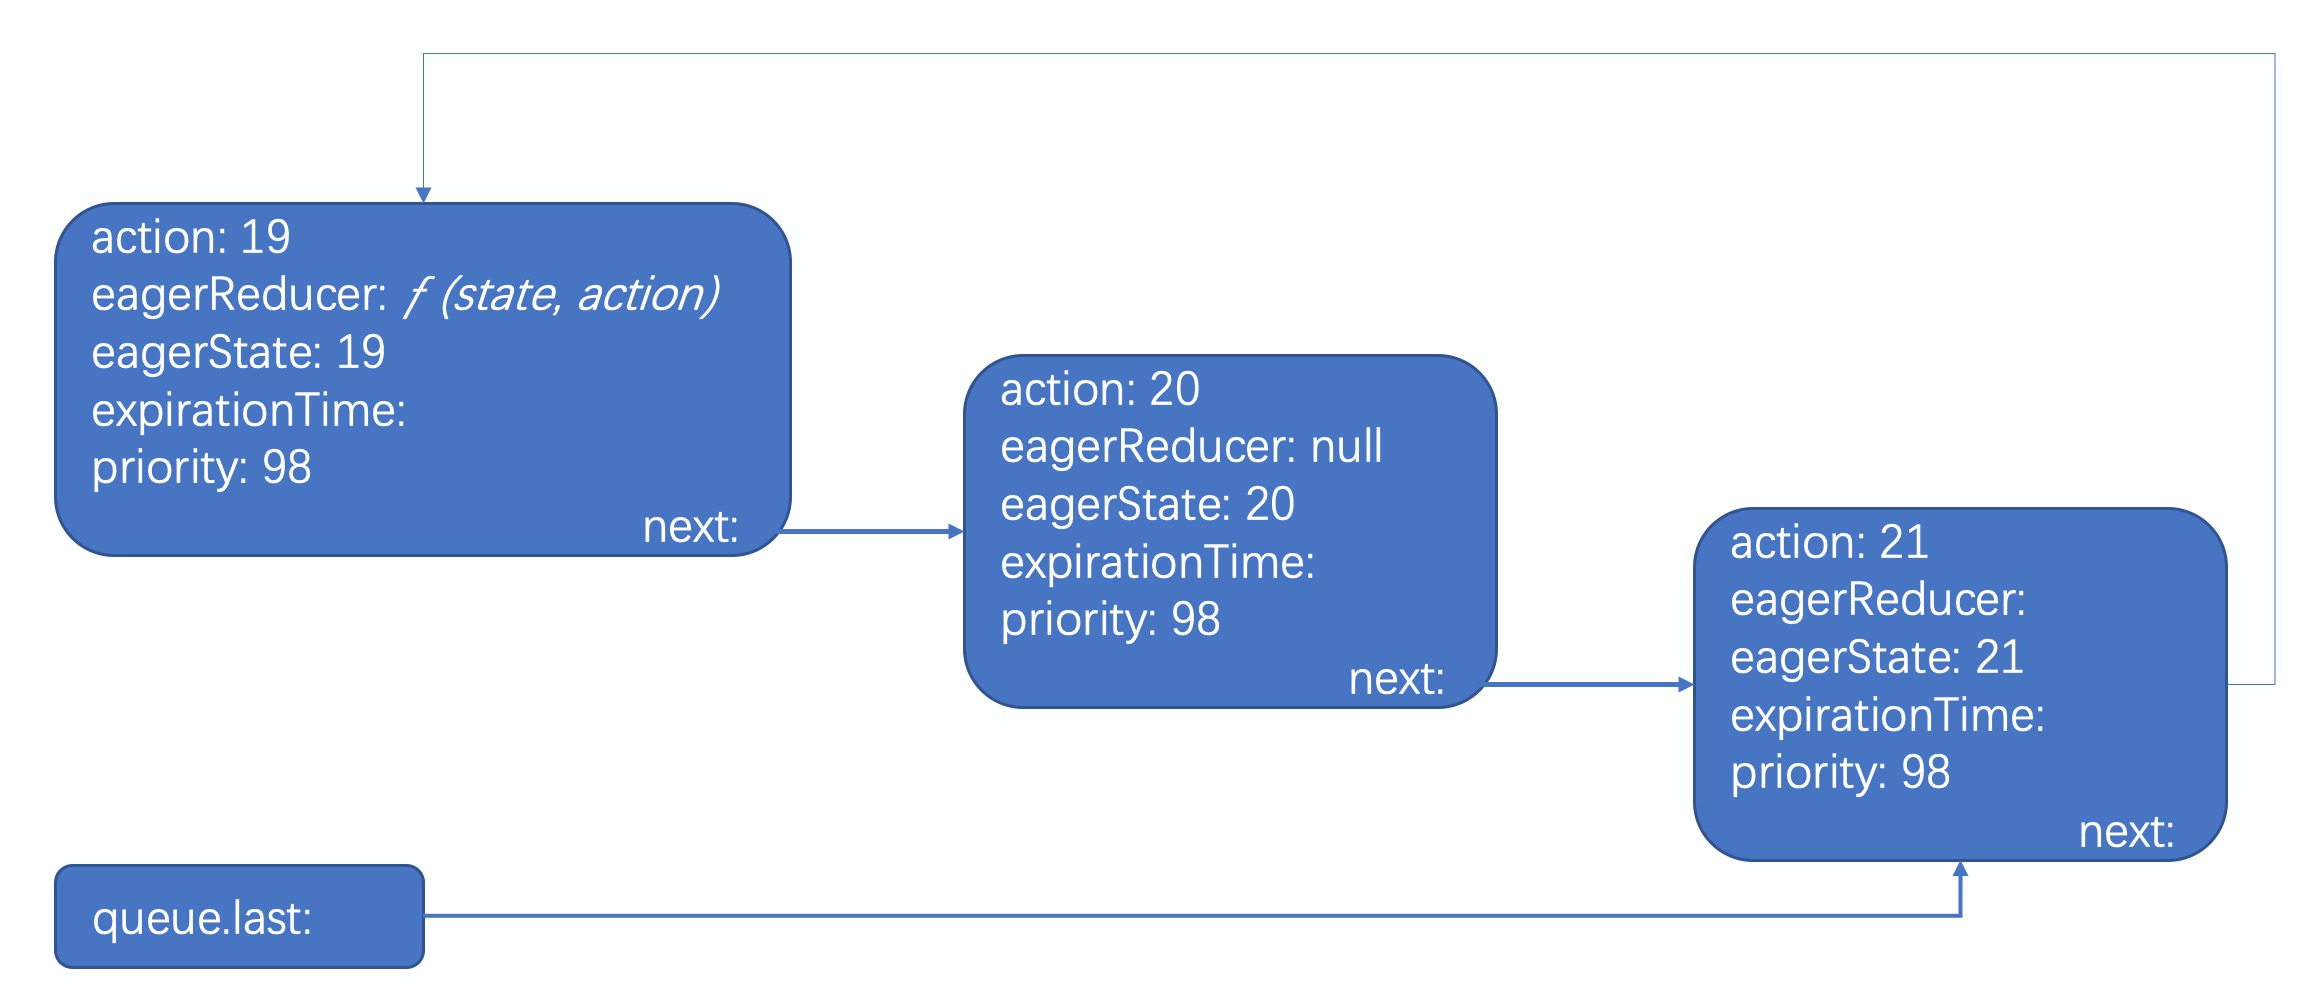 action: 19
eagerReducer: ƒ (state, action)
eagerState: 19
expirationTime:
priority: 98
next:
action: 20
eagerReducer: null
eagerState: 20
expirationTime:
priority: 98
next:
action: 21
eagerReducer:
eagerState: 21
expirationTime:
priority: 98
next:
queue.last: